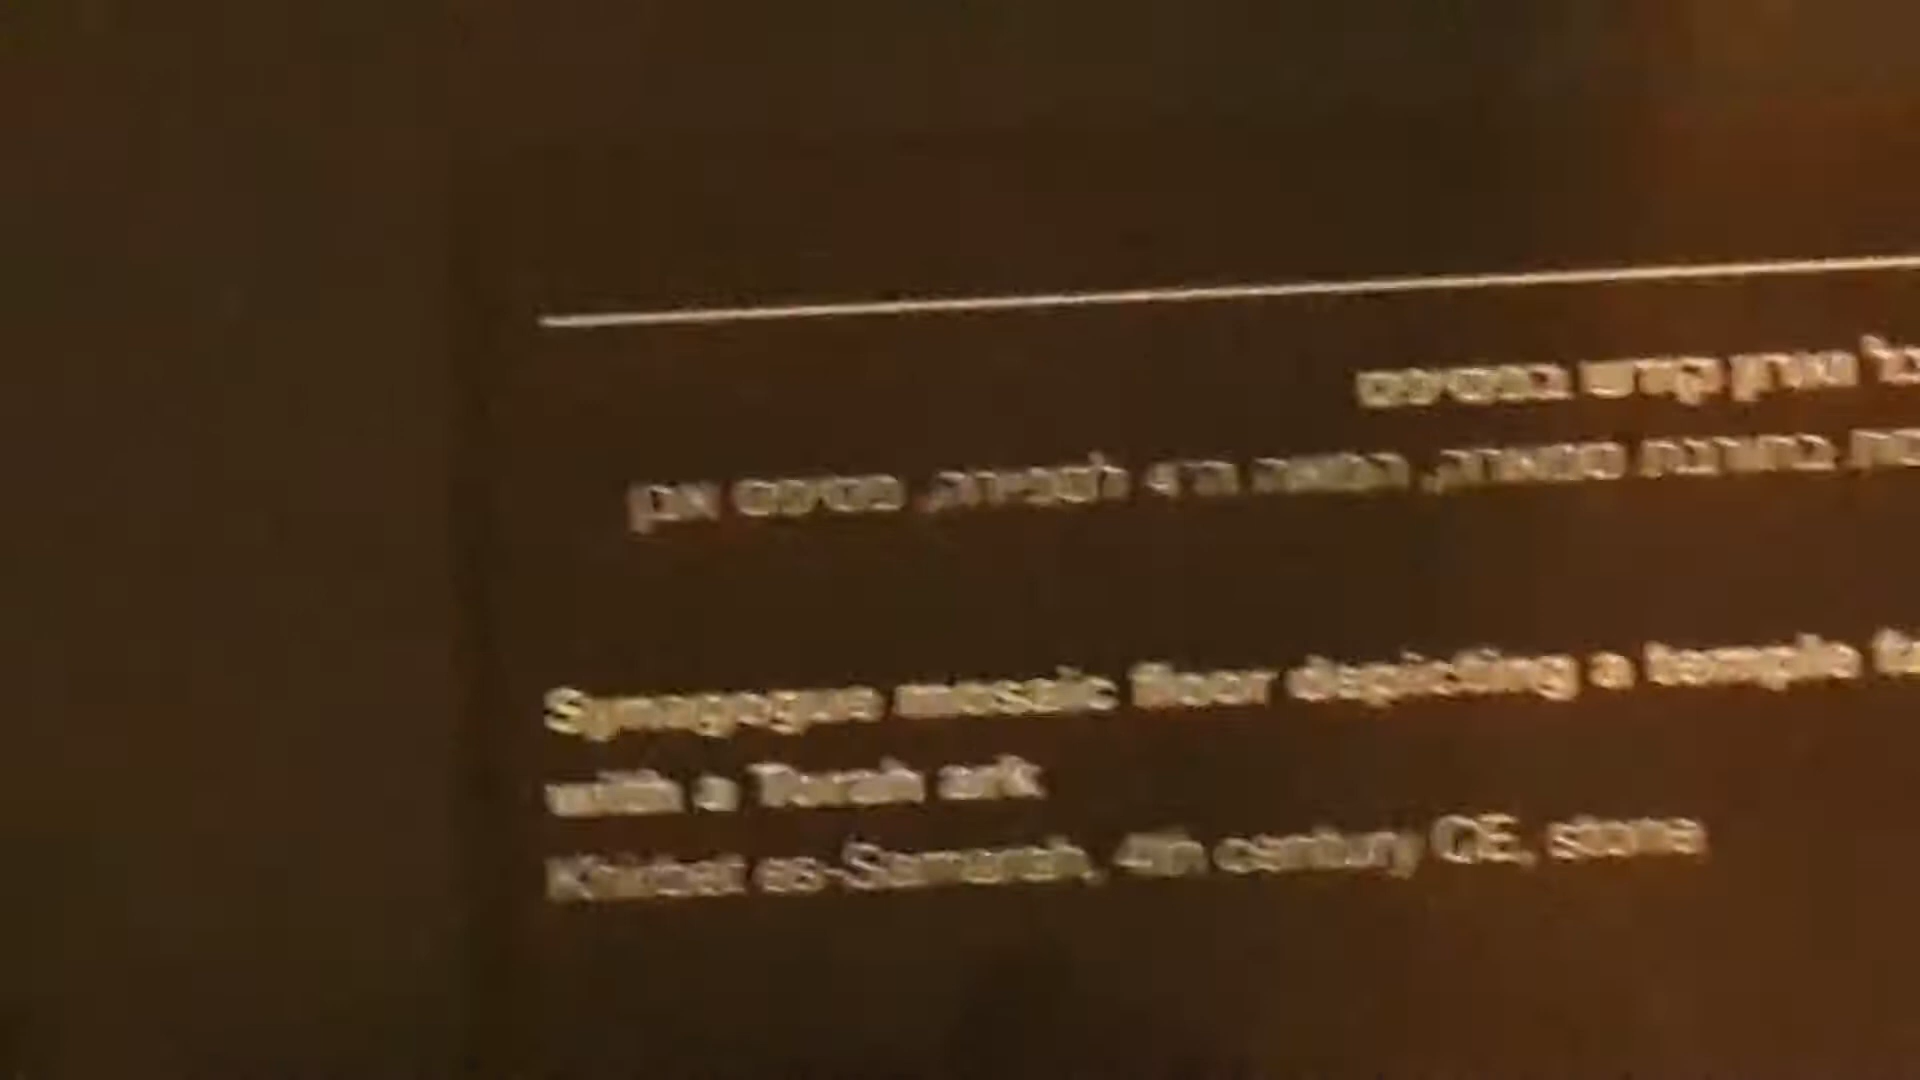 ארון קודש בפסיפס
בחורבת סמארה, המאה ה־4 לספירה, פסיפס אבן
Synagogue mosaic floor depicting a temple
with a Torah ark
Khirbet es-Samarah, 4th century CE, stone